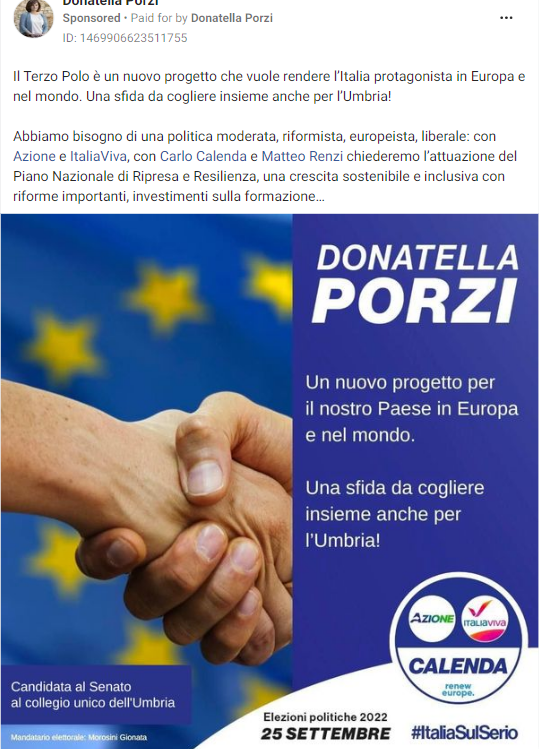 Donatella Porzi
Sponsored • Paid for by Donatella Porzi
ID: 1469906623511755
Il Terzo Polo è un nuovo progetto che vuole rendere l'Italia protagonista in Europa e
nel mondo. Una sfida da cogliere insieme anche per l'Umbria!
Abbiamo bisogno di una politica moderata, riformista, europeista, liberale: con
Azione e ItaliaViva, con Carlo Calenda e Matteo Renzi chiederemo l'attuazione del
Piano Nazionale di Ripresa e Resilienza, una crescita sostenibile e inclusiva con
riforme importanti, investimenti sulla formazione...
DONATELLA
PORZI
Un nuovo progetto per
il nostro Paese in Europa
e nel mondo.
Una sfida da cogliere
insieme anche per
l'Umbria!
AZIONE
ITALIAVIVA
CALENDA
renew
europe.
Candidata al Senato
al collegio unico dell'Umbria
Mandatario elettorale: Morosini Gionata
Elezioni politiche 2022
25 SETTEMBRE
#ItaliaSulSerio